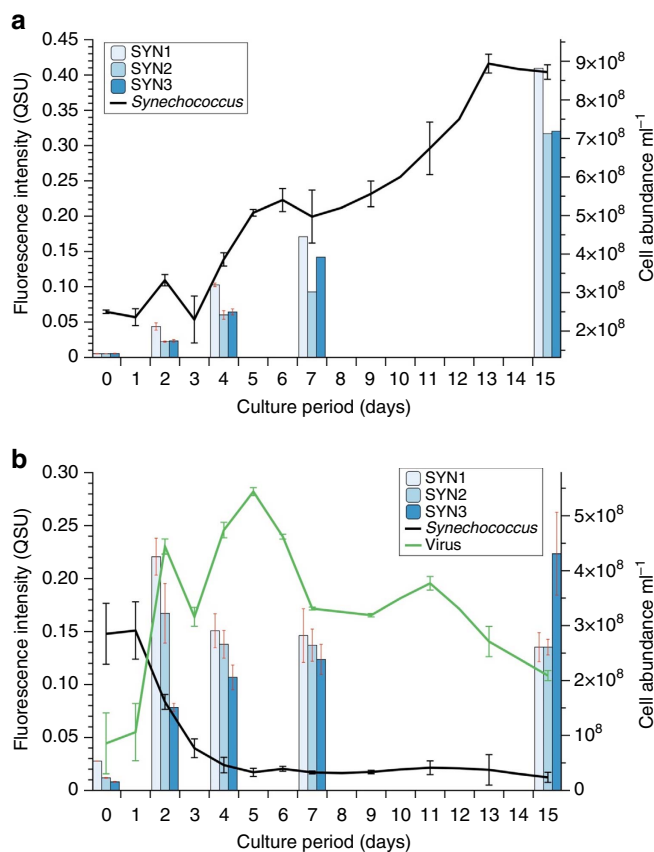 a
Fluorescence intensity (QSU)
0.45
0.40
0.35
0.30
0.25
0.20
0.15
0.10
0.05
0
SYN1
SYN2
SYN3
Synechococcus
9×10⁸
8×10⁸
7×10⁸
6×10⁸
5×10⁸
4×10⁸
3×10⁸
2×10⁸
Cell abundance ml⁻¹
0 1 2 3 4 5 6 7 8 9 10 11 12 13 14 15
Culture period (days)
b
Fluorescence intensity (QSU)
0.30
0.25
0.20
0.15
0.10
0.05
0
SYN1
SYN2
SYN3
Synechococcus
Virus
5×10⁸
4×10⁸
3×10⁸
2×10⁸
10⁸
0
Cell abundance ml⁻¹
0 1 2 3 4 5 6 7 8 9 10 11 12 13 14 15
Culture period (days)